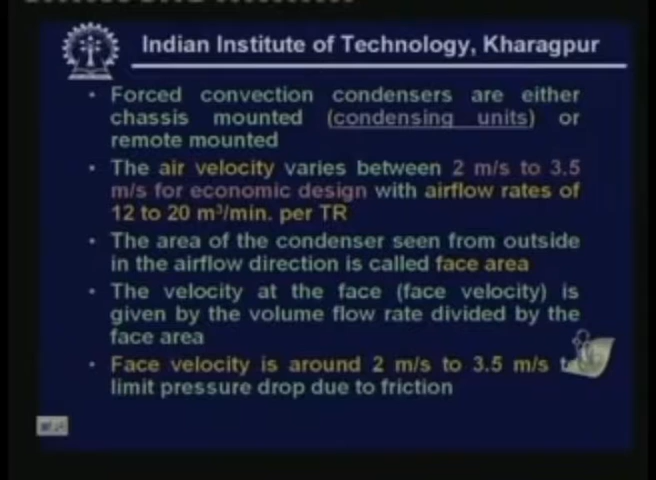 Indian Institute of Technology, Kharagpur
• Forced convection condensers are either
chassis mounted (condensing units) or
remote mounted
• The air velocity varies between 2 m/s to 3.5
m/s for economic design with airflow rates of
12 to 20 m³/min. per TR
• The area of the condenser seen from outside
in the airflow direction is called face area
• The velocity at the face (face velocity) is
given by the volume flow rate divided by the
face area
• Face velocity is around 2 m/s to 3.5 m/s
limit pressure drop due to friction